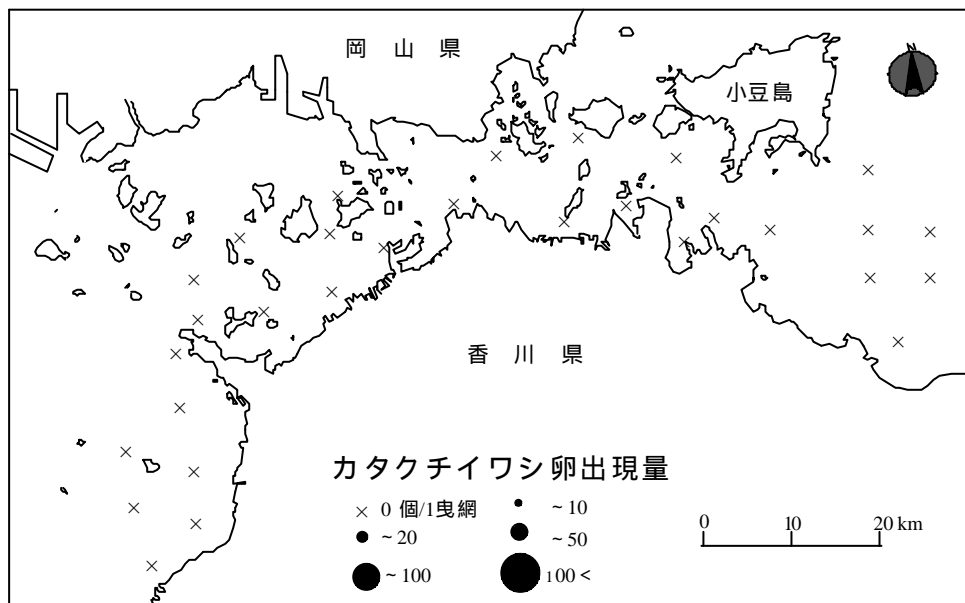 岡山県
N
小豆島
香川県
カタクチイワシ卵出現量
× 0 個/1曳網
~10
~20
~50
~100
100<
0 10 20 km